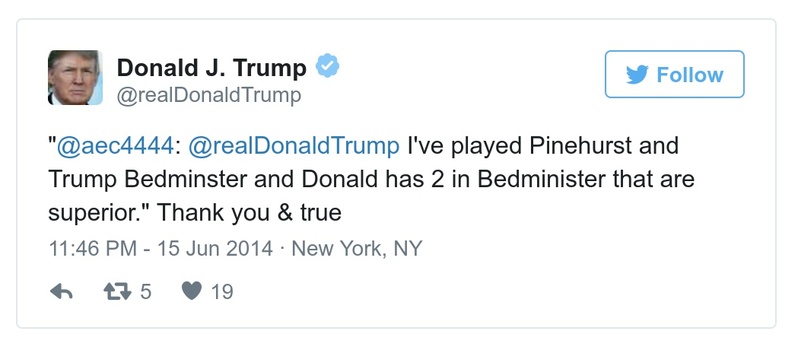 Donald J. Trump
@realDonaldTrump
Follow
"@aec4444: @realDonaldTrump I've played Pinehurst and
Trump Bedminster and Donald has 2 in Bedminister that are
superior." Thank you & true
11:46 PM - 15 Jun 2014 · New York, NY
5
19